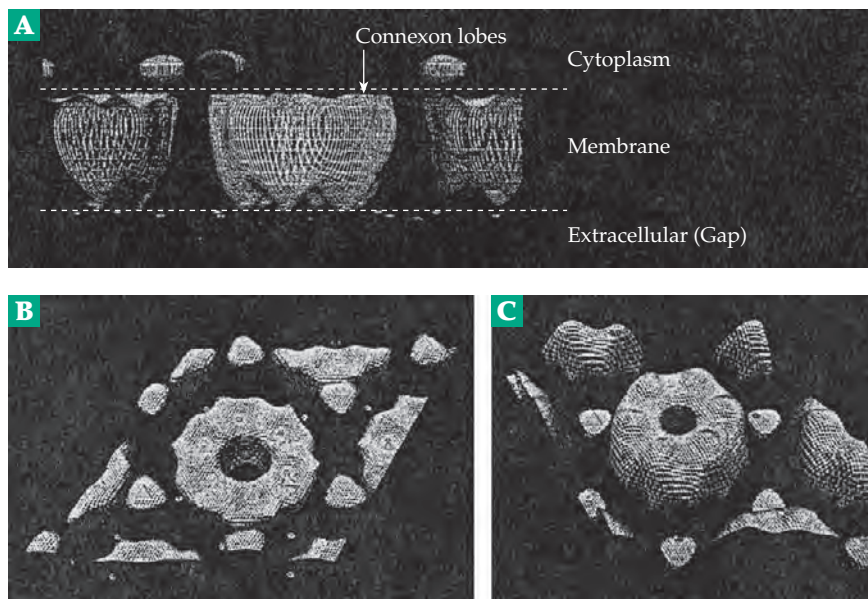 A
Connexon lobes
Cytoplasm
Membrane
Extracellular (Gap)
B
C